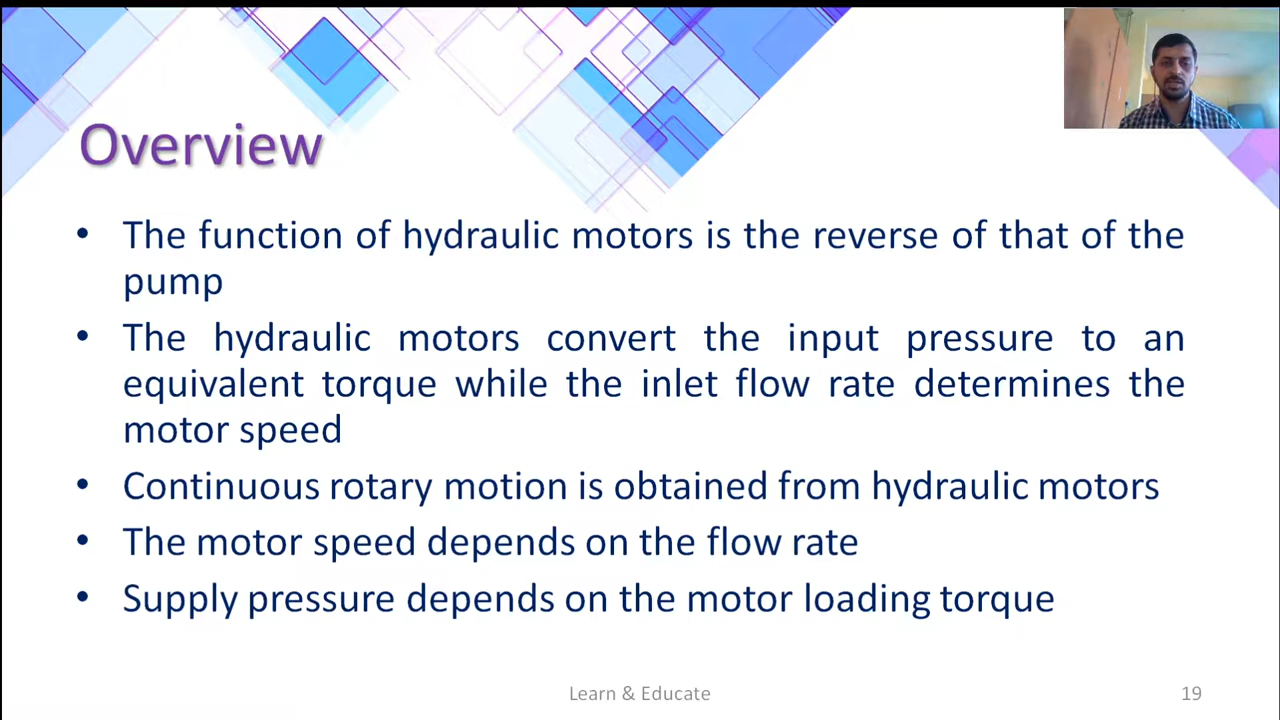 Overview
• The function of hydraulic motors is the reverse of that of the
pump
• The hydraulic motors convert the input pressure to an
equivalent torque while the inlet flow rate determines the
motor speed
• Continuous rotary motion is obtained from hydraulic motors
• The motor speed depends on the flow rate
• Supply pressure depends on the motor loading torque
Learn & Educate
19